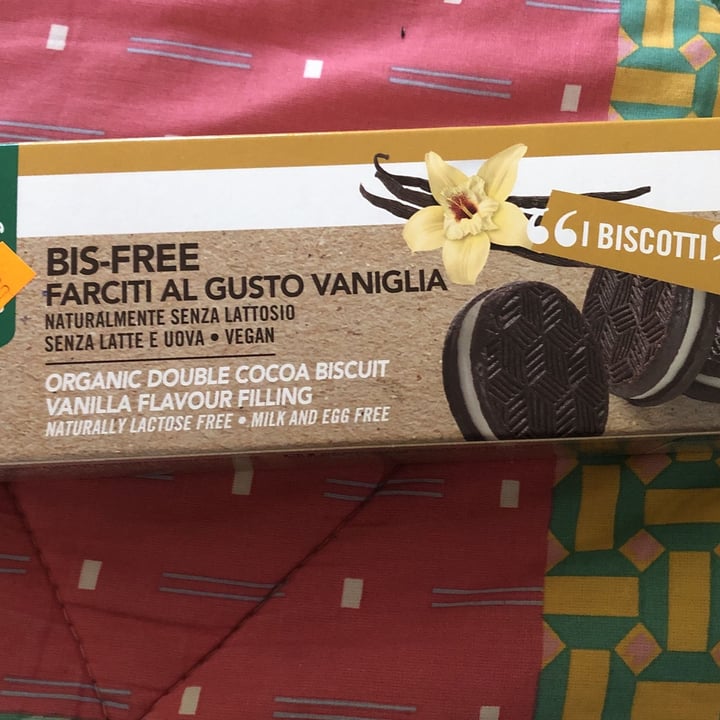 BIS-FREE
FARCITI AL GUSTO VANIGLIA
NATURALMENTE SENZA LATTOSIO
SENZA LATTE E UOVA • VEGAN
ORGANIC DOUBLE COCOA BISCUIT
VANILLA FLAVOUR FILLING
NATURALLY LACTOSE FREE • MILK AND EGG FREE
“I BISCOTTI”